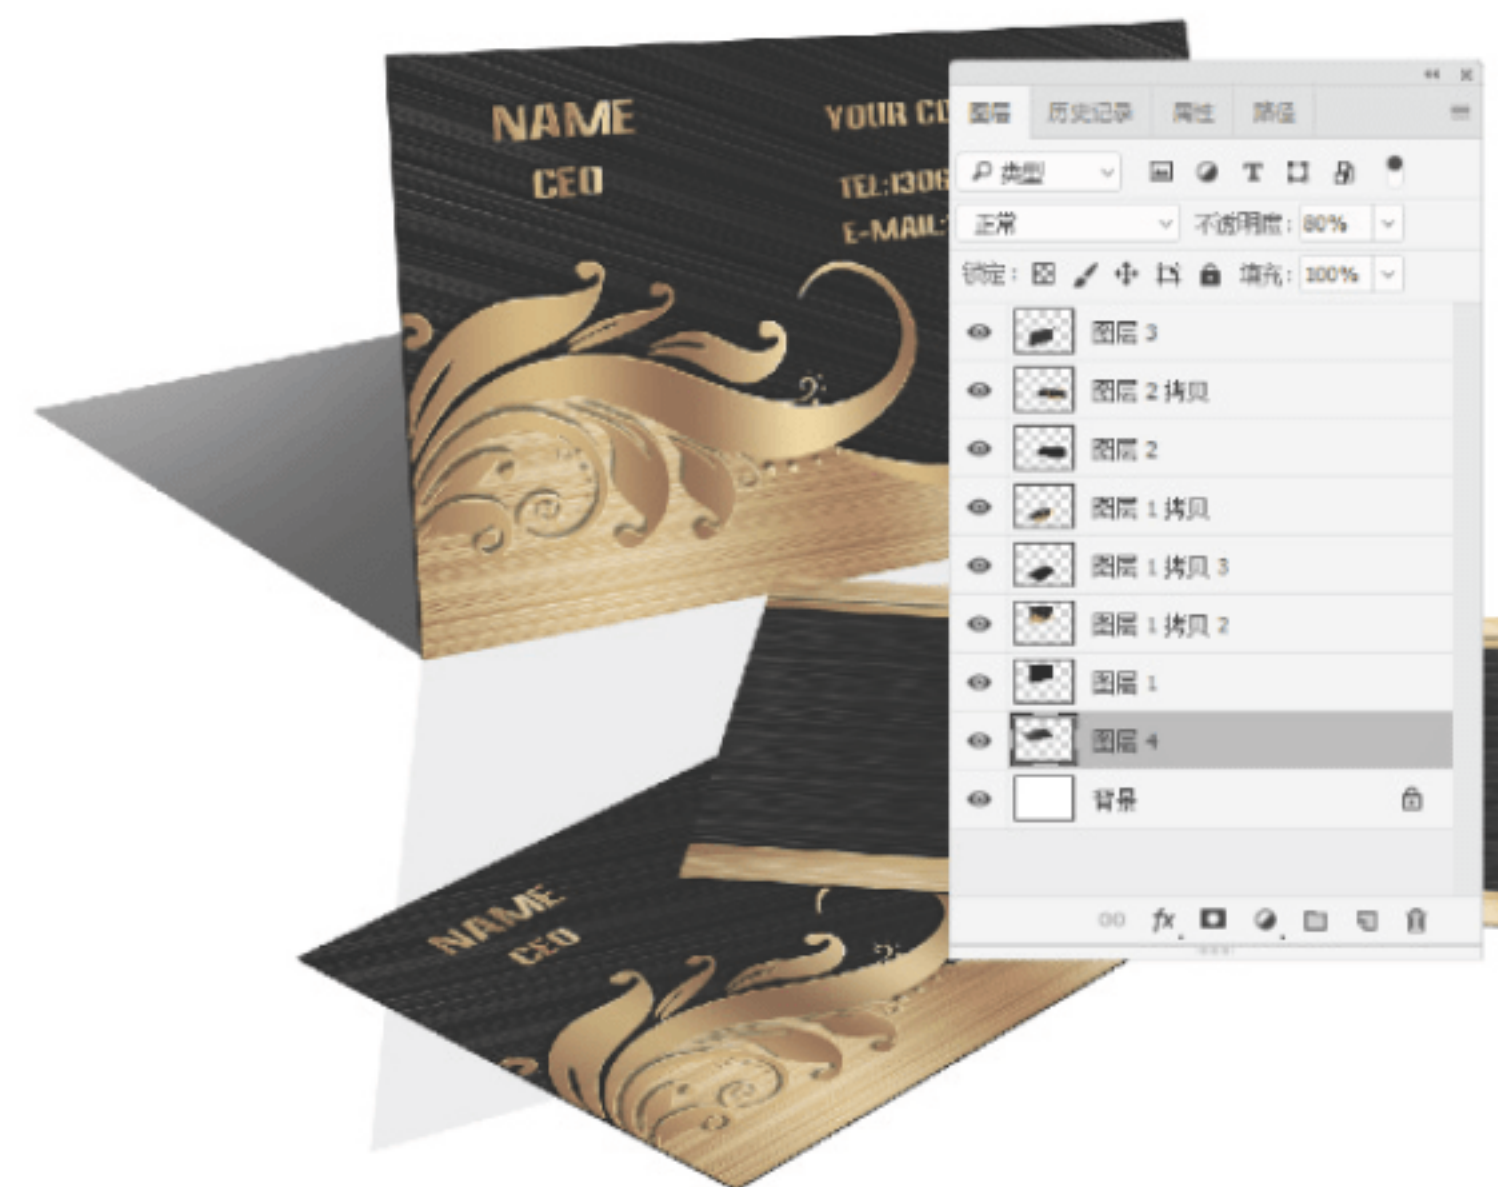 NAME
CEO
YOUR CO
TEL:1306
E-MAIL:
图层 历史记录 属性 路径
类型
正常 不透明度: 80%
锁定: 填充: 100%
图层 3
图层 2 拷贝
图层 2
图层 1 拷贝
图层 1 拷贝 3
图层 1 拷贝 2
图层 1
图层 4
背景
fx
NAME
CEO